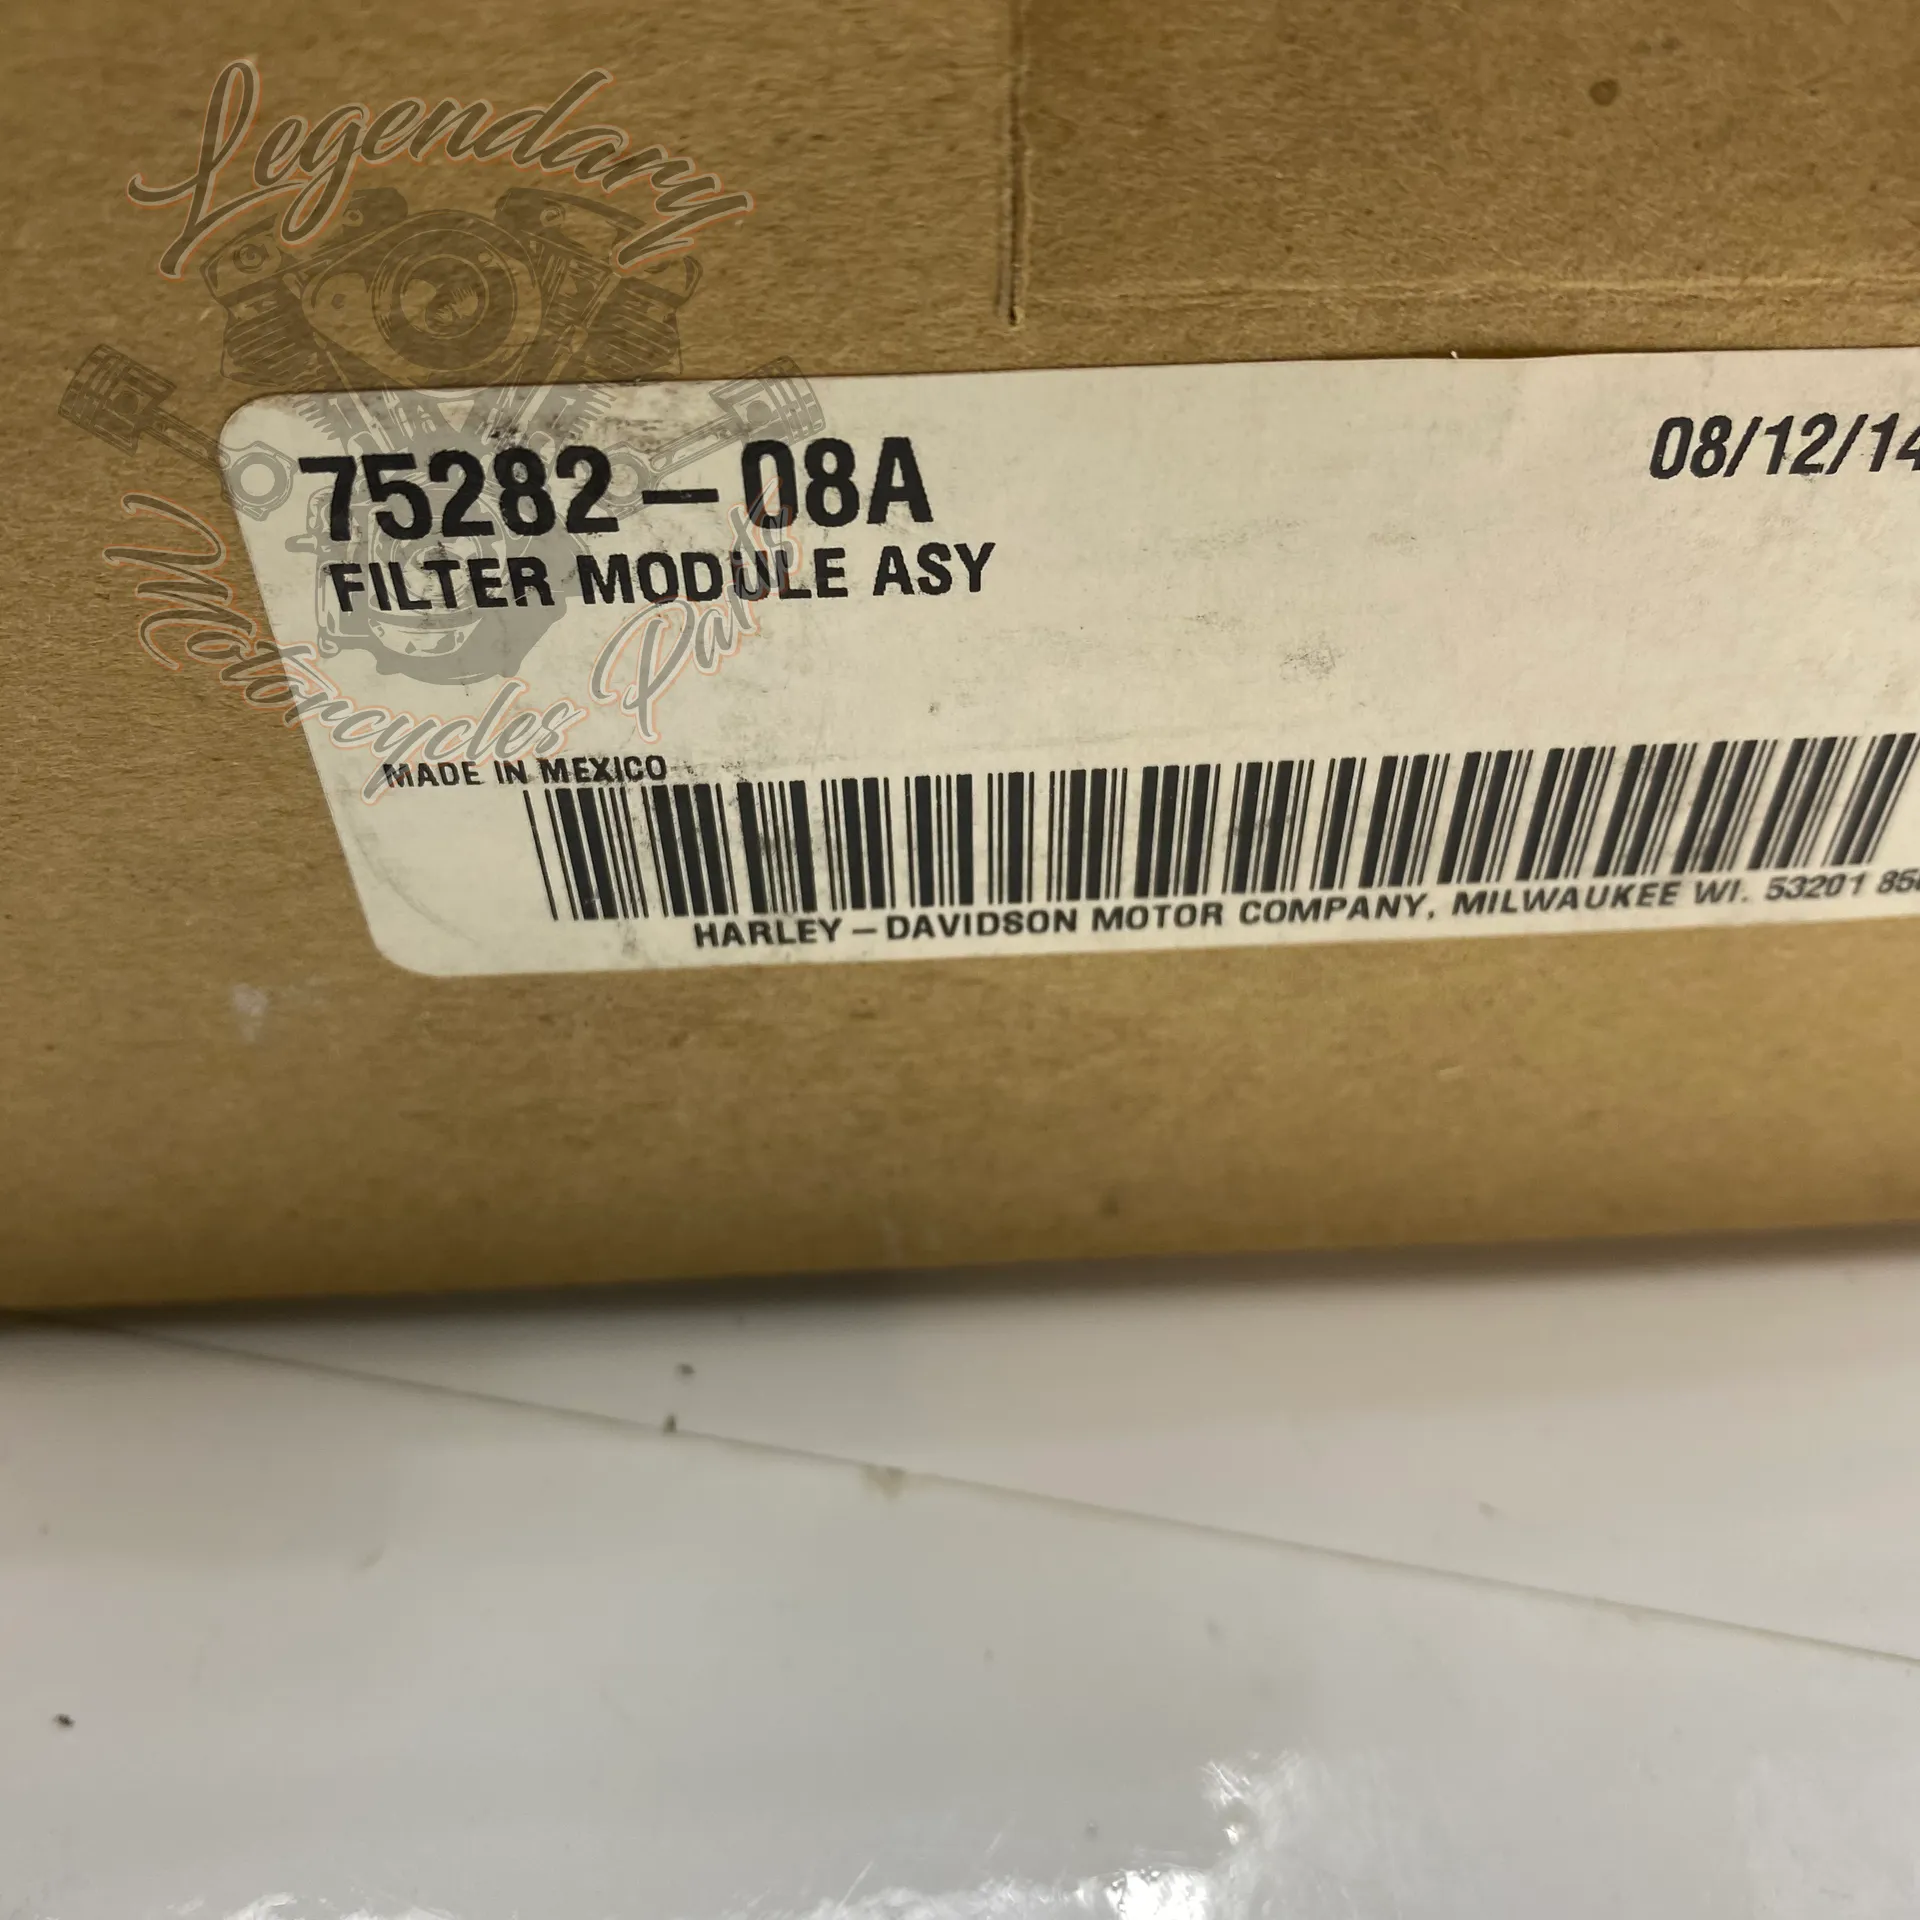 Legendary
Motorcycles Parts
75282-08A
08/12/14
FILTER MODULE ASY
MADE IN MEXICO
HARLEY-DAVIDSON MOTOR COMPANY, MILWAUKEE WI. 53201